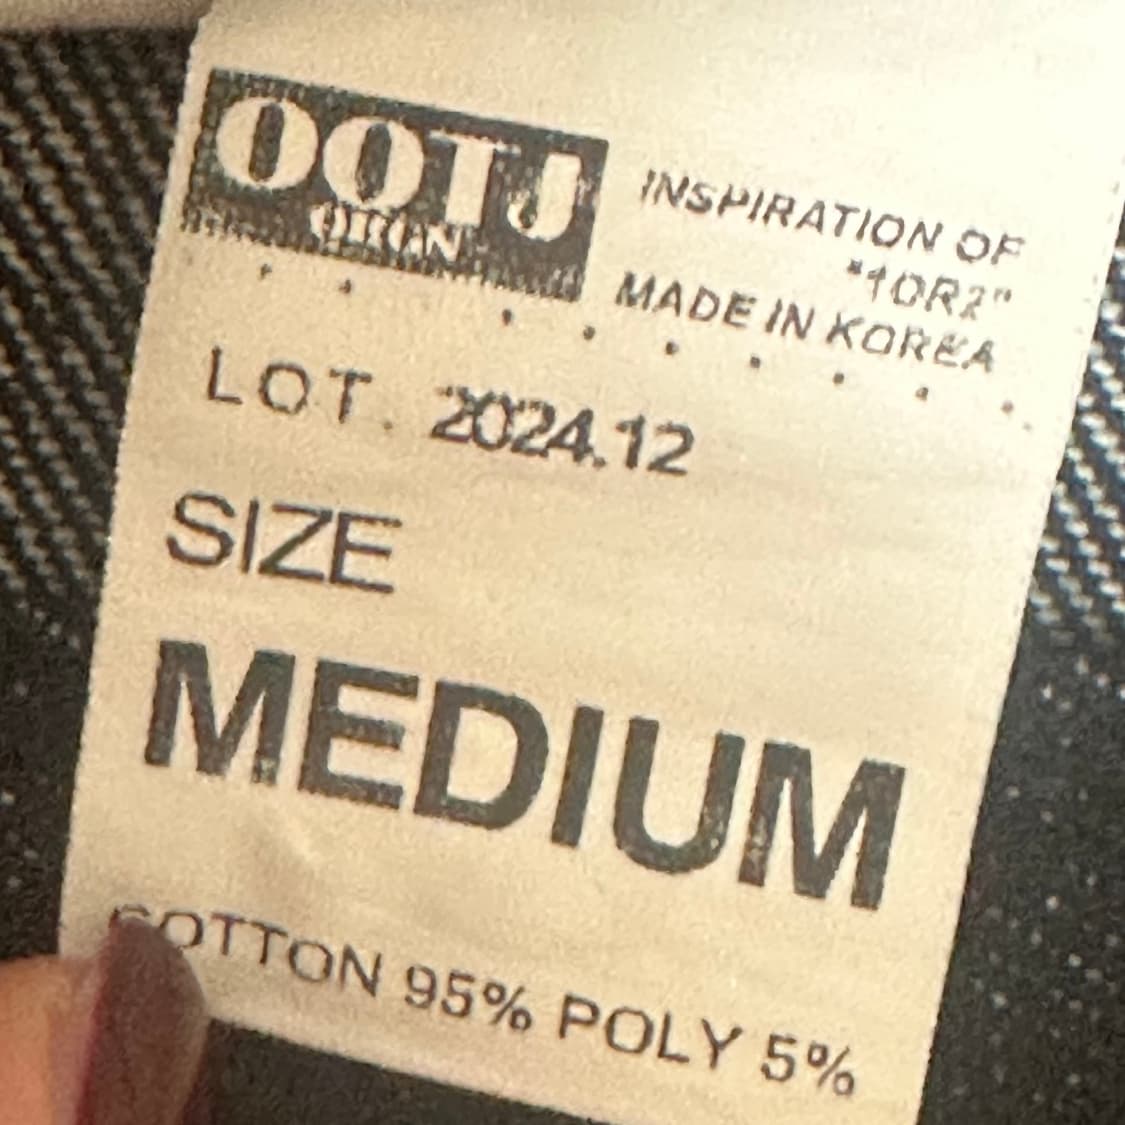 OOTJ
INSPIRATION OF
"1OR2"
MADE IN KOREA
LOT. 2024.12
SIZE
MEDIUM
COTTON 95% POLY 5%